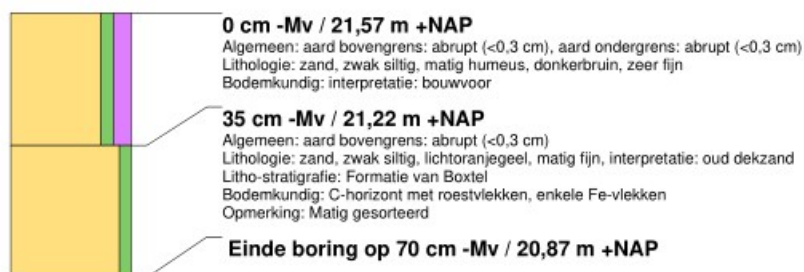 0 cm -Mv / 21,57 m +NAP
Algemeen: aard bovengrens: abrupt (<0,3 cm), aard ondergrens: abrupt (<0,3 cm)
Lithologie: zand, zwak siltig, matig humeus, donkerbruin, zeer fijn
Bodemkundig: interpretatie: bouwvoor
35 cm -Mv / 21,22 m +NAP
Algemeen: aard bovengrens: abrupt (<0,3 cm)
Lithologie: zand, zwak siltig, lichtoranjegeel, matig fijn, interpretatie: oud dekzand
Litho-stratigrafie: Formatie van Boxtel
Bodemkundig: C-horizont met roestvlekken, enkele Fe-vlekken
Opmerking: Matig gesorteerd
Einde boring op 70 cm -Mv / 20,87 m +NAP